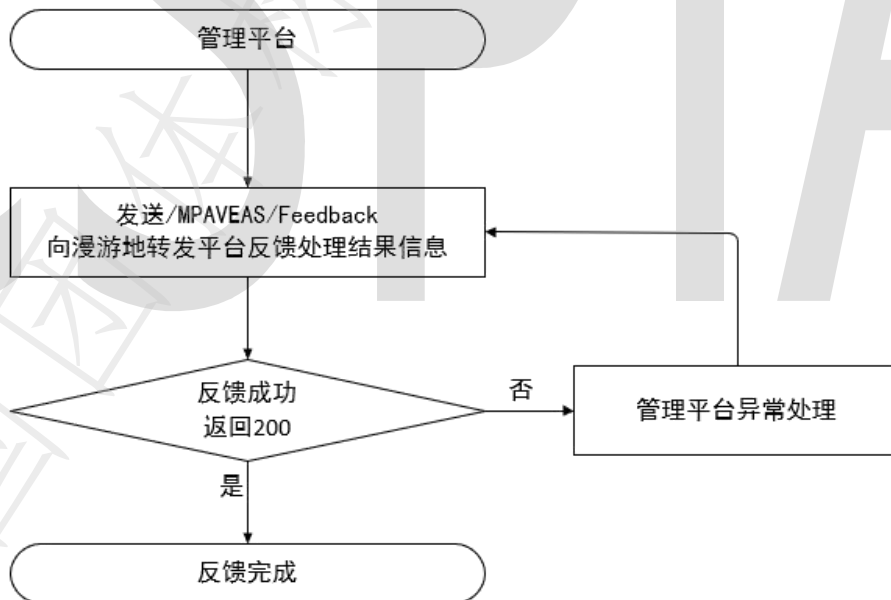 管理平台
发送/MPAVEAS/Feedback
向漫游地转发平台反馈处理结果信息
反馈成功
返回200
否
管理平台异常处理
是
反馈完成